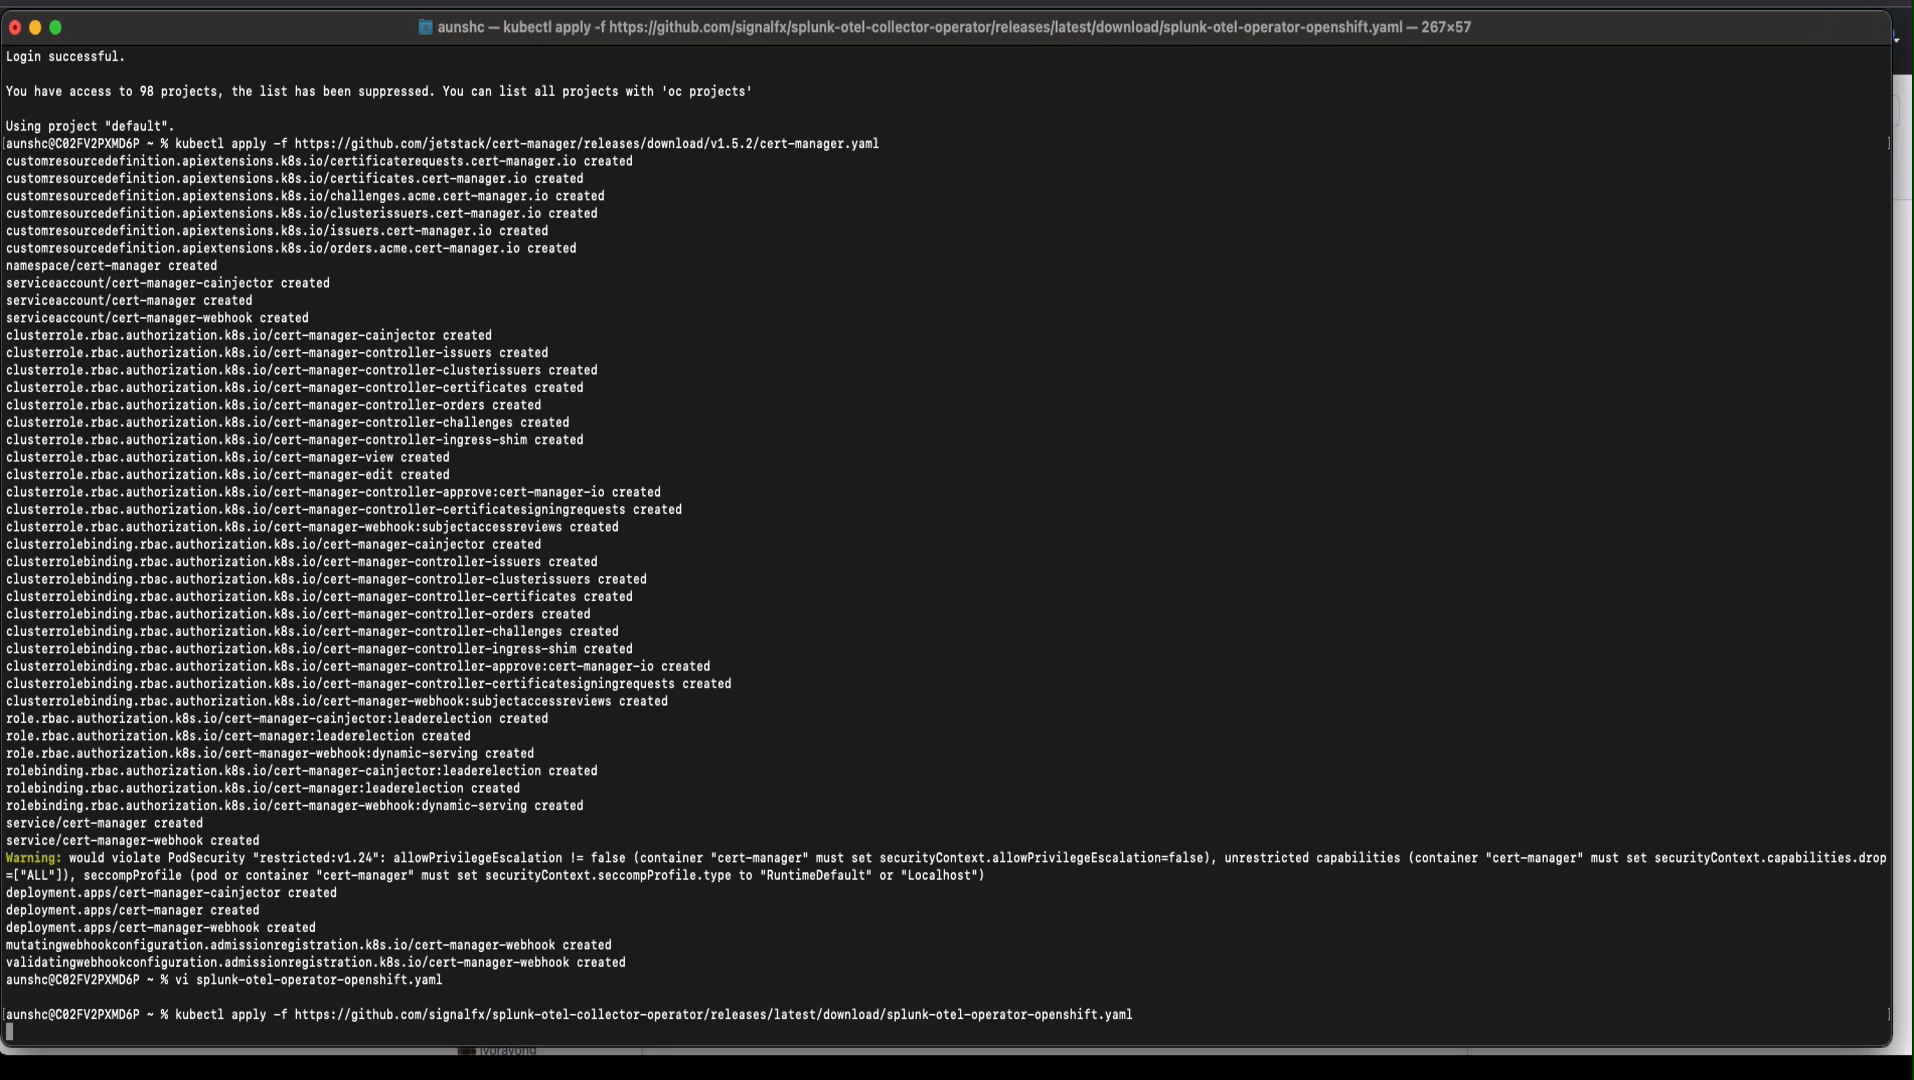 aunshc — kubectl apply -f https://github.com/signalfx/splunk-otel-collector-operator/releases/latest/download/splunk-otel-operator-openshift.yaml — 267×57
Login successful.
You have access to 98 projects, the list has been suppressed. You can list all projects with 'oc projects'
Using project "default".
[aunshc@C02FV2PXMD6P ~ % kubectl apply -f https://github.com/jetstack/cert-manager/releases/download/v1.5.2/cert-manager.yaml ]
customresourcedefinition.apiextensions.k8s.io/certificaterequests.cert-manager.io created
customresourcedefinition.apiextensions.k8s.io/certificates.cert-manager.io created
customresourcedefinition.apiextensions.k8s.io/challenges.acme.cert-manager.io created
customresourcedefinition.apiextensions.k8s.io/clusterissuers.cert-manager.io created
customresourcedefinition.apiextensions.k8s.io/issuers.cert-manager.io created
customresourcedefinition.apiextensions.k8s.io/orders.acme.cert-manager.io created
namespace/cert-manager created
serviceaccount/cert-manager-cainjector created
serviceaccount/cert-manager created
serviceaccount/cert-manager-webhook created
clusterrole.rbac.authorization.k8s.io/cert-manager-cainjector created
clusterrole.rbac.authorization.k8s.io/cert-manager-controller-issuers created
clusterrole.rbac.authorization.k8s.io/cert-manager-controller-clusterissuers created
clusterrole.rbac.authorization.k8s.io/cert-manager-controller-certificates created
clusterrole.rbac.authorization.k8s.io/cert-manager-controller-orders created
clusterrole.rbac.authorization.k8s.io/cert-manager-controller-challenges created
clusterrole.rbac.authorization.k8s.io/cert-manager-controller-ingress-shim created
clusterrole.rbac.authorization.k8s.io/cert-manager-view created
clusterrole.rbac.authorization.k8s.io/cert-manager-edit created
clusterrole.rbac.authorization.k8s.io/cert-manager-controller-approve:cert-manager-io created
clusterrole.rbac.authorization.k8s.io/cert-manager-controller-certificatesigningrequests created
clusterrole.rbac.authorization.k8s.io/cert-manager-webhook:subjectaccessreviews created
clusterrolebinding.rbac.authorization.k8s.io/cert-manager-cainjector created
clusterrolebinding.rbac.authorization.k8s.io/cert-manager-controller-issuers created
clusterrolebinding.rbac.authorization.k8s.io/cert-manager-controller-clusterissuers created
clusterrolebinding.rbac.authorization.k8s.io/cert-manager-controller-certificates created
clusterrolebinding.rbac.authorization.k8s.io/cert-manager-controller-orders created
clusterrolebinding.rbac.authorization.k8s.io/cert-manager-controller-challenges created
clusterrolebinding.rbac.authorization.k8s.io/cert-manager-controller-ingress-shim created
clusterrolebinding.rbac.authorization.k8s.io/cert-manager-controller-approve:cert-manager-io created
clusterrolebinding.rbac.authorization.k8s.io/cert-manager-controller-certificatesigningrequests created
clusterrolebinding.rbac.authorization.k8s.io/cert-manager-webhook:subjectaccessreviews created
role.rbac.authorization.k8s.io/cert-manager-cainjector:leaderelection created
role.rbac.authorization.k8s.io/cert-manager:leaderelection created
role.rbac.authorization.k8s.io/cert-manager-webhook:dynamic-serving created
rolebinding.rbac.authorization.k8s.io/cert-manager-cainjector:leaderelection created
rolebinding.rbac.authorization.k8s.io/cert-manager:leaderelection created
rolebinding.rbac.authorization.k8s.io/cert-manager-webhook:dynamic-serving created
service/cert-manager created
service/cert-manager-webhook created
Warning: would violate PodSecurity "restricted:v1.24": allowPrivilegeEscalation != false (container "cert-manager" must set securityContext.allowPrivilegeEscalation=false), unrestricted capabilities (container "cert-manager" must set securityContext.capabilities.drop
=["ALL"]), seccompProfile (pod or container "cert-manager" must set securityContext.seccompProfile.type to "RuntimeDefault" or "Localhost")
deployment.apps/cert-manager-cainjector created
deployment.apps/cert-manager created
deployment.apps/cert-manager-webhook created
mutatingwebhookconfiguration.admissionregistration.k8s.io/cert-manager-webhook created
validatingwebhookconfiguration.admissionregistration.k8s.io/cert-manager-webhook created
aunshc@C02FV2PXMD6P ~ % vi splunk-otel-operator-openshift.yaml
[aunshc@C02FV2PXMD6P ~ % kubectl apply -f https://github.com/signalfx/splunk-otel-collector-operator/releases/latest/download/splunk-otel-operator-openshift.yaml ]